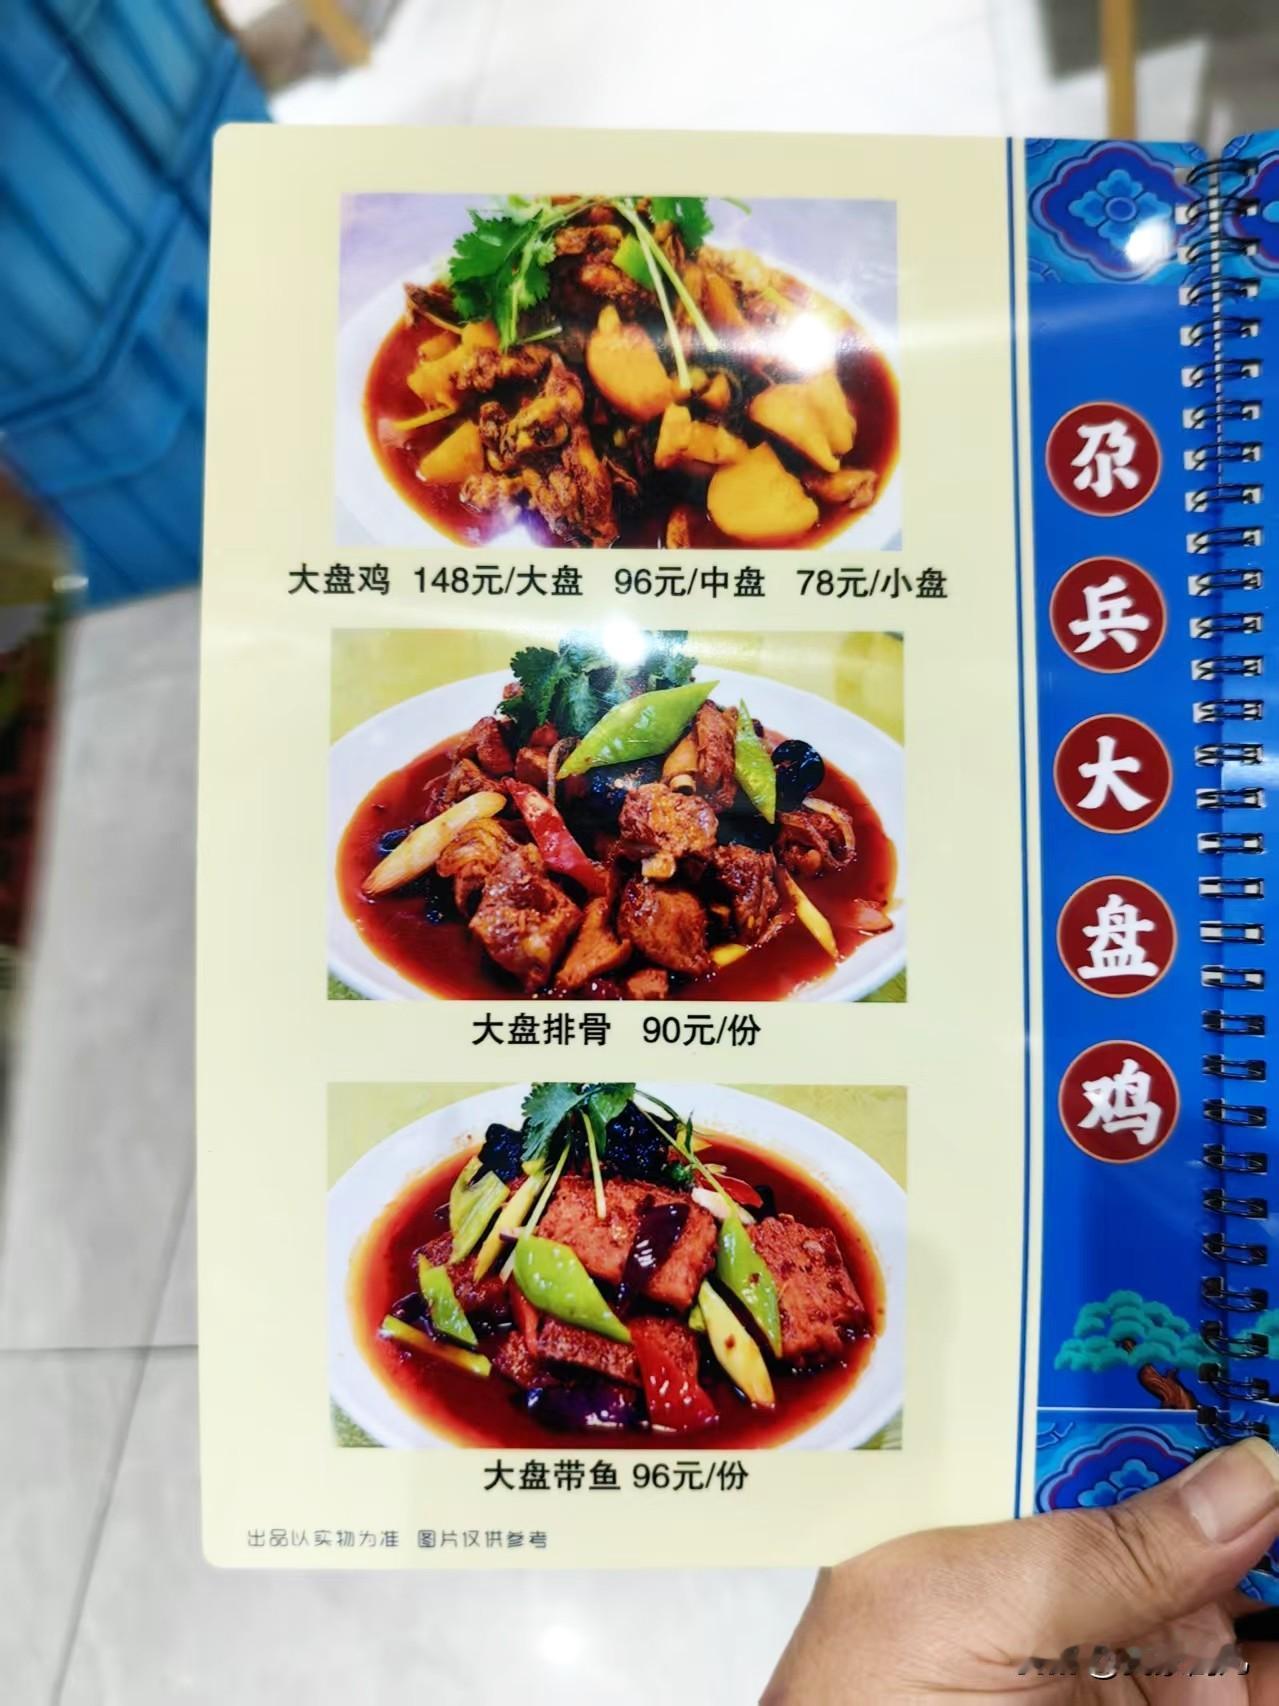 大盘鸡 148元/大盘 96元/中盘 78元/小盘
大盘排骨 90元/份
大盘带鱼 96元/份
出品以实物为准 图片仅供参考
尕兵大盘鸡